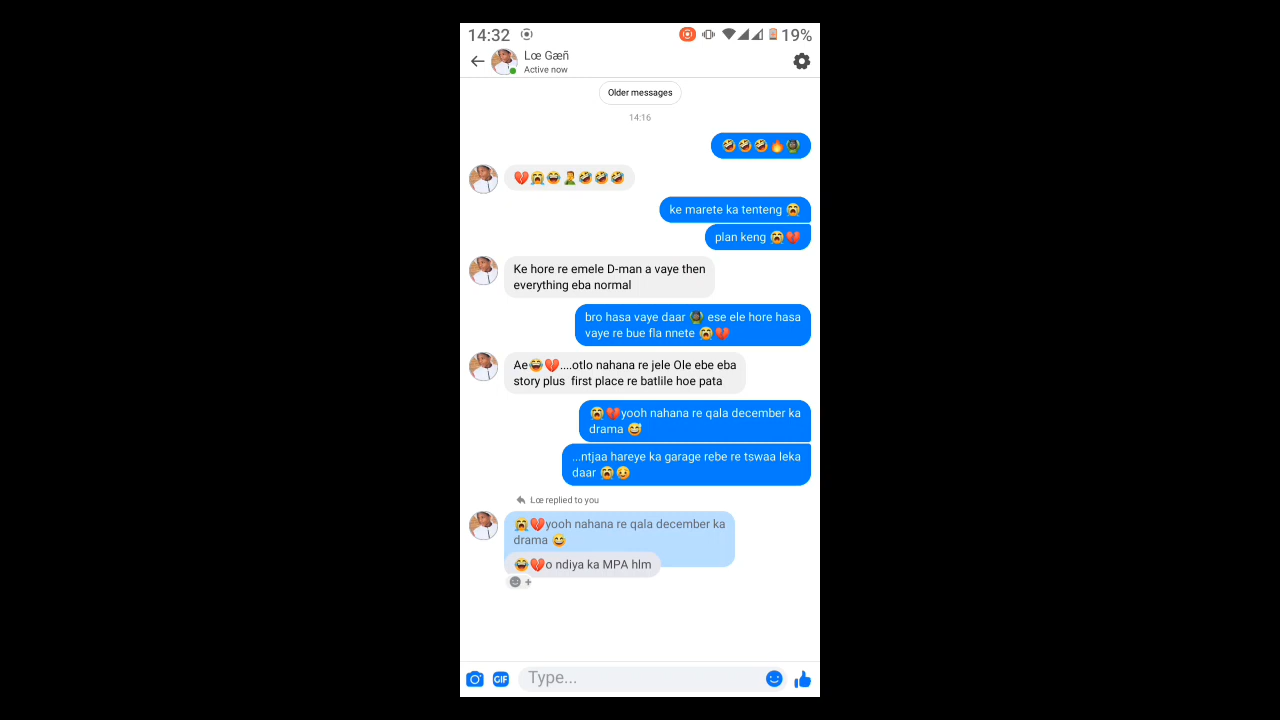 14:32
19%
Lœ Gæñ
Active now
Older messages
14:16
🤣🤣🤣🔥
💔😭😂🤦‍♂️🤣🤣🤣
ke marete ka tenteng 😭
plan keng 😭💔
Ke hore re emele D-man a vaye then
everything eba normal
bro hasa vaye daar ese ele hore hasa
vaye re bue fla nnete 😭💔
Ae😂💔....otlo nahana re jele Ole ebe eba
story plus first place re batlile hoe pata
😭💔yooh nahana re qala december ka
drama 😅
...ntjaa hareye ka garage rebe re tswaa leka
daar 😭🥴
Lœ replied to you
😭💔yooh nahana re qala december ka
drama 😅
😂💔o ndiya ka MPA hlm
GIF
Type...